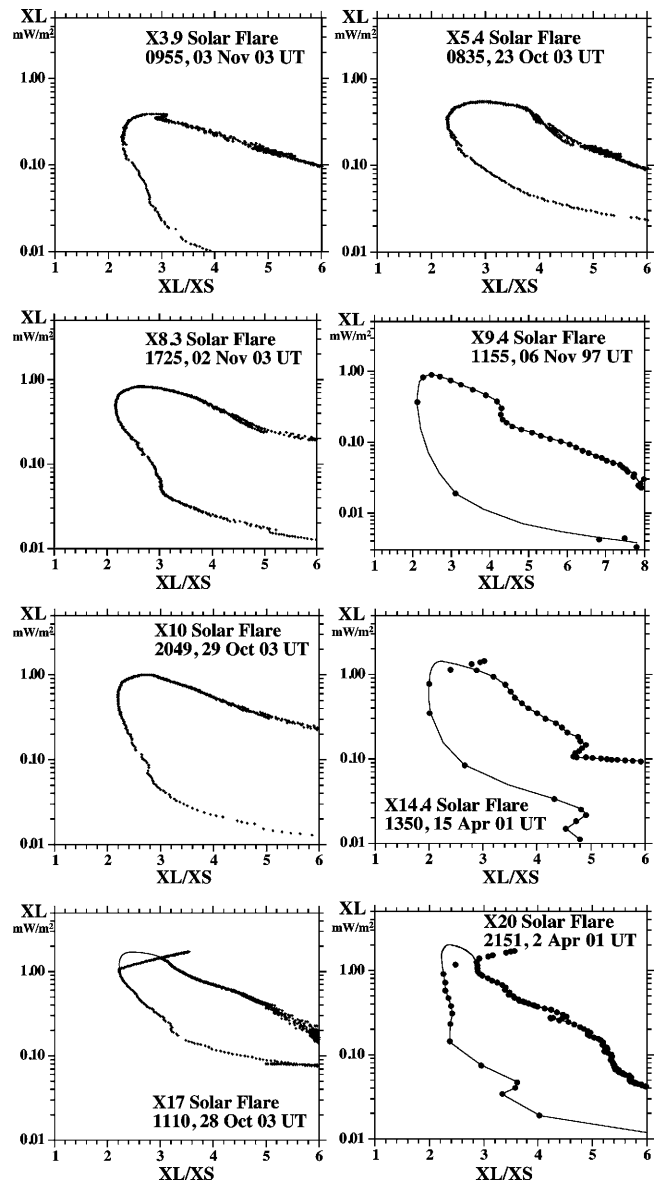 XL
mW/m²
X3.9 Solar Flare
0955, 03 Nov 03 UT
1.00
0.10
0.01
1 2 3 4 5 6
XL/XS
XL
mW/m²
X5.4 Solar Flare
0835, 23 Oct 03 UT
1.00
0.10
0.01
1 2 3 4 5 6
XL/XS
XL
mW/m²
X8.3 Solar Flare
1725, 02 Nov 03 UT
1.00
0.10
0.01
1 2 3 4 5 6
XL/XS
XL
mW/m²
X9.4 Solar Flare
1155, 06 Nov 97 UT
1.00
0.10
0.01
1 2 3 4 5 6 7 8
XL/XS
XL
mW/m²
X10 Solar Flare
2049, 29 Oct 03 UT
1.00
0.10
0.01
1 2 3 4 5 6
XL/XS
XL
mW/m²
1.00
0.10
X14.4 Solar Flare
1350, 15 Apr 01 UT
0.01
1 2 3 4 5 6
XL/XS
XL
mW/m²
1.00
0.10
X17 Solar Flare
1110, 28 Oct 03 UT
0.01
1 2 3 4 5 6
XL/XS
XL
mW/m²
X20 Solar Flare
2151, 2 Apr 01 UT
1.00
0.10
0.01
1 2 3 4 5 6
XL/XS